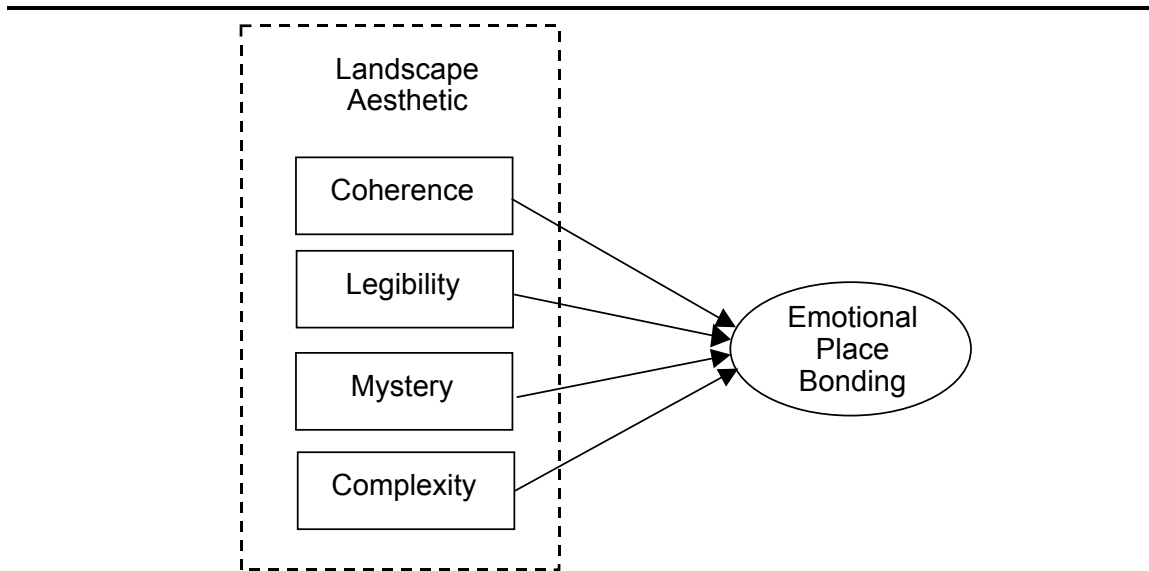 Landscape
Aesthetic
Coherence
Legibility
Mystery
Complexity
Emotional
Place
Bonding